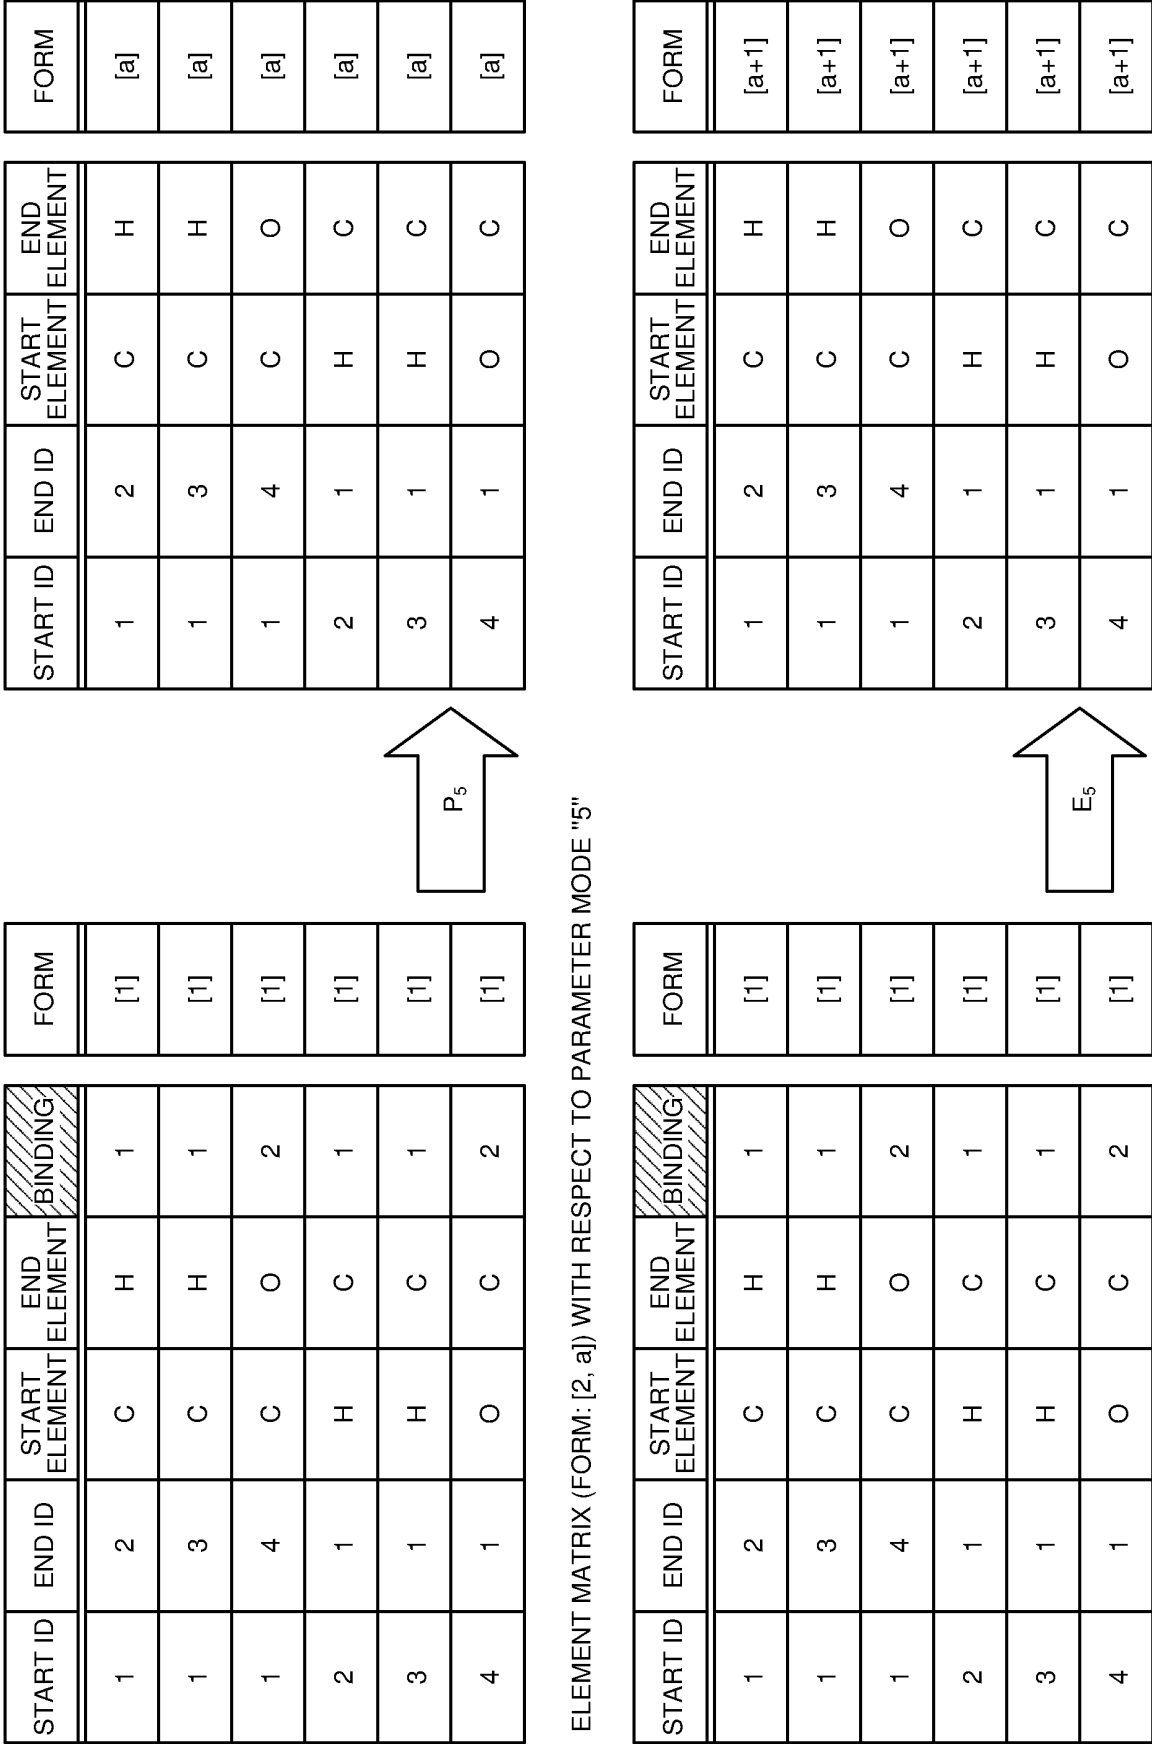 START ID END ID START ELEMENT END ELEMENT BINDING FORM
1 2 C H 1 [1]
1 3 C H 1 [1]
1 4 C O 2 [1]
2 1 H C 1 [1]
3 1 H C 1 [1]
4 1 O C 2 [1]
P5
START ID END ID START ELEMENT END ELEMENT FORM
1 2 C H [a]
1 3 C H [a]
1 4 C O [a]
2 1 H C [a]
3 1 H C [a]
4 1 O C [a]
ELEMENT MATRIX (FORM: [2, a]) WITH RESPECT TO PARAMETER MODE "5"
START ID END ID START ELEMENT END ELEMENT BINDING FORM
1 2 C H 1 [1]
1 3 C H 1 [1]
1 4 C O 2 [1]
2 1 H C 1 [1]
3 1 H C 1 [1]
4 1 O C 2 [1]
E5
START ID END ID START ELEMENT END ELEMENT FORM
1 2 C H [a+1]
1 3 C H [a+1]
1 4 C O [a+1]
2 1 H C [a+1]
3 1 H C [a+1]
4 1 O C [a+1]